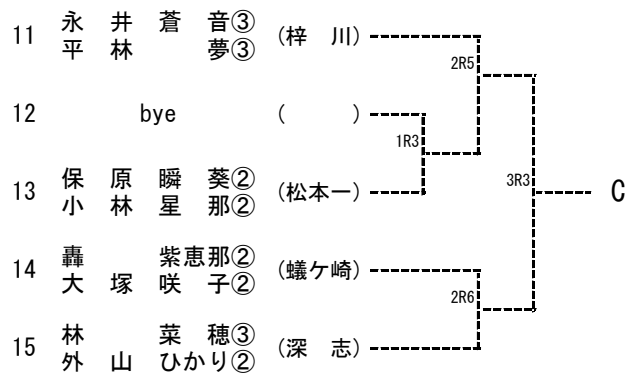 11 永井蒼音③ (梓川)
平林夢③
2R5
12 bye ( )
1R3
13 保原瞬葵② (松本一)
小林星那②
3R3 C
14 轟紫恵那② (蟻ケ崎)
大塚咲子②
2R6
15 林菜穂③ (深志)
外山ひかり②